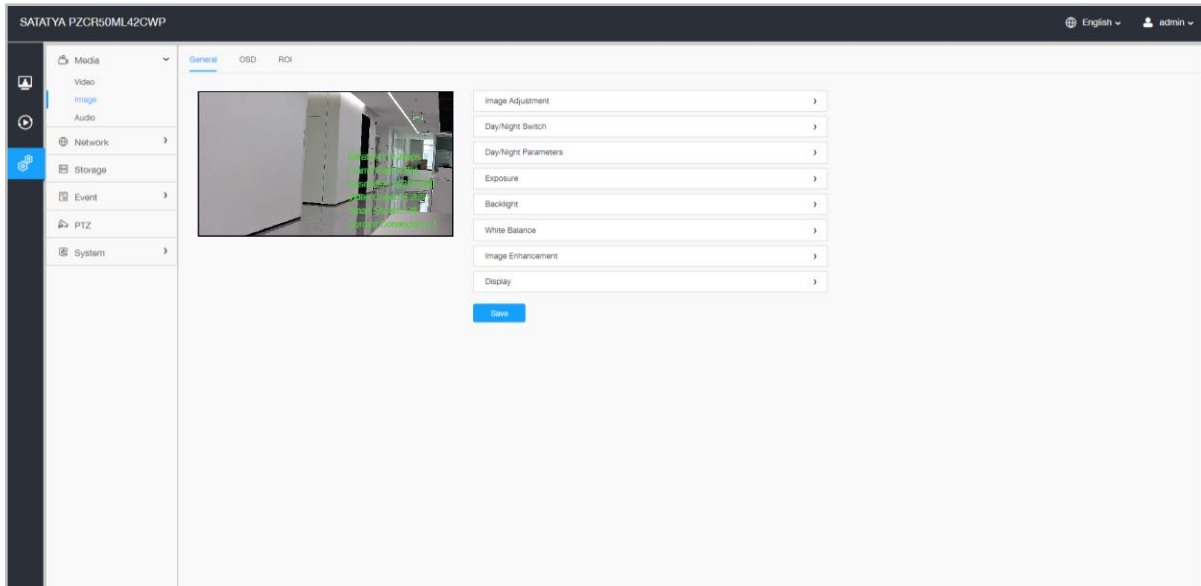 SATATYA PZCR50ML42CWP
English
admin
Media
Video
Image
Audio
Network
Storage
Event
PTZ
System
General OSD ROI
Image Adjustment
Day/Night Switch
Day/Night Parameters
Exposure
Backlight
White Balance
Image Enhancement
Display
Save